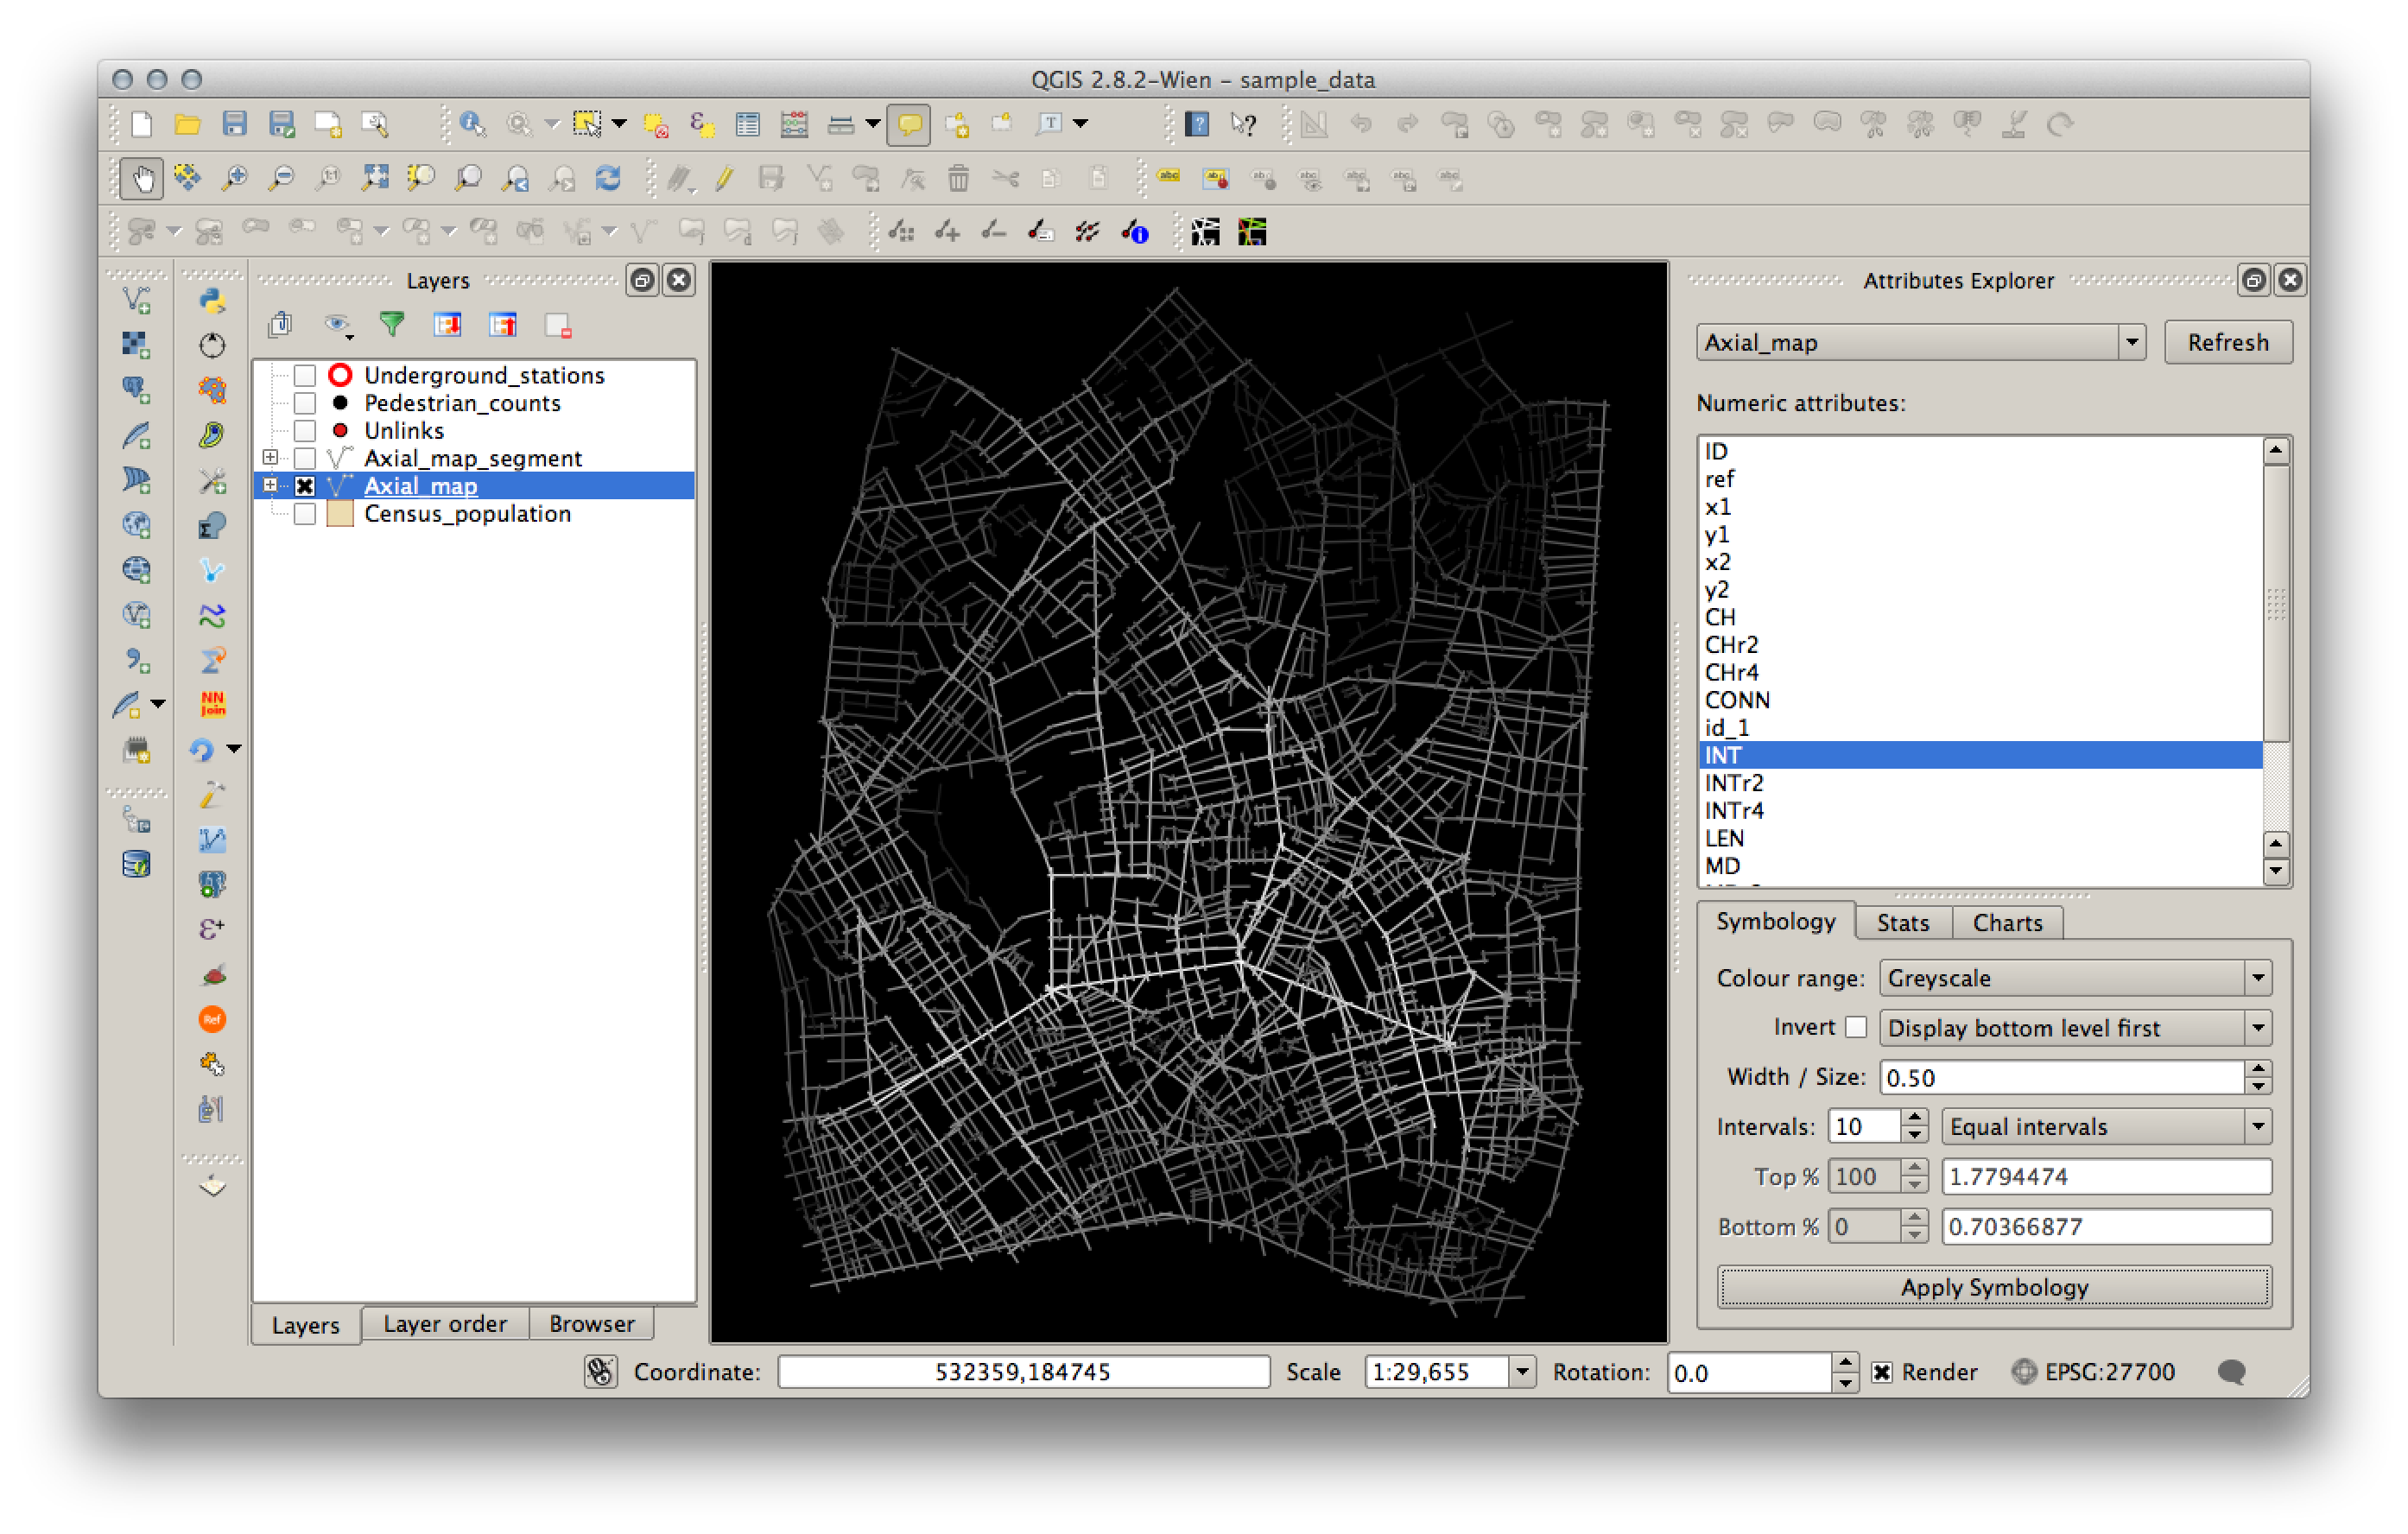 QGIS 2.8.2-Wien - sample_data
Layers
Underground_stations
Pedestrian_counts
Unlinks
Axial_map_segment
Axial_map
Census_population
NN
Join
Ref
Layers
Layer order
Browser
Attributes Explorer
Axial_map
Refresh
Numeric attributes:
ID
ref
x1
y1
x2
y2
CH
CHr2
CHr4
CONN
id_1
INT
INTr2
INTr4
LEN
MD
Symbology
Stats
Charts
Colour range: Greyscale
Invert Display bottom level first
Width / Size: 0.50
Intervals: 10 Equal intervals
Top % 100 1.7794474
Bottom % 0 0.70366877
Apply Symbology
Coordinate: 532359,184745 Scale 1:29,655 Rotation: 0.0 Render EPSG:27700